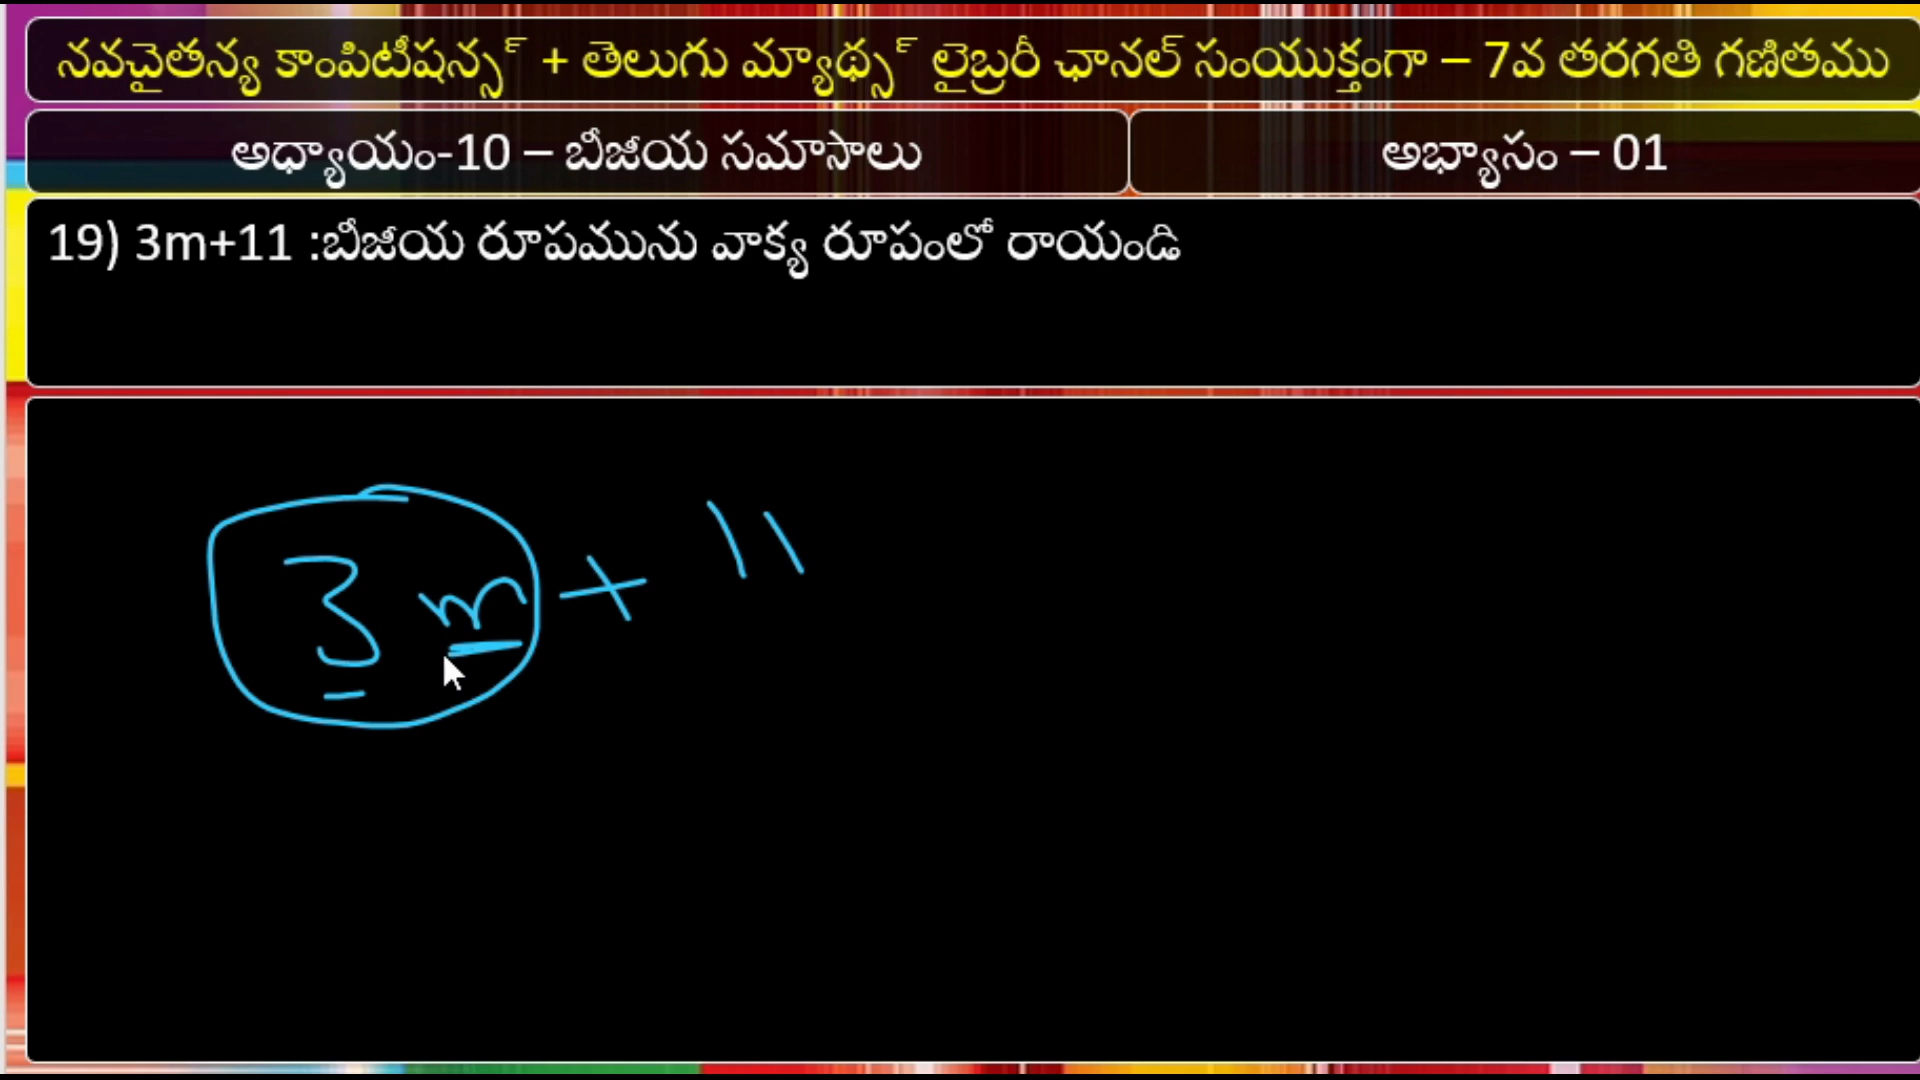 నవచైతన్య కాంపిటీషన్స్ + తెలుగు మ్యాథ్స్ లైబ్రరీ ఛానల్ సంయుక్తంగా – 7వ తరగతి గణితము
అధ్యాయం-10 – బీజీయ సమాసాలు
అభ్యాసం – 01
19) 3m+11 :బీజీయ రూపమును వాక్య రూపంలో రాయండి
3m + 11